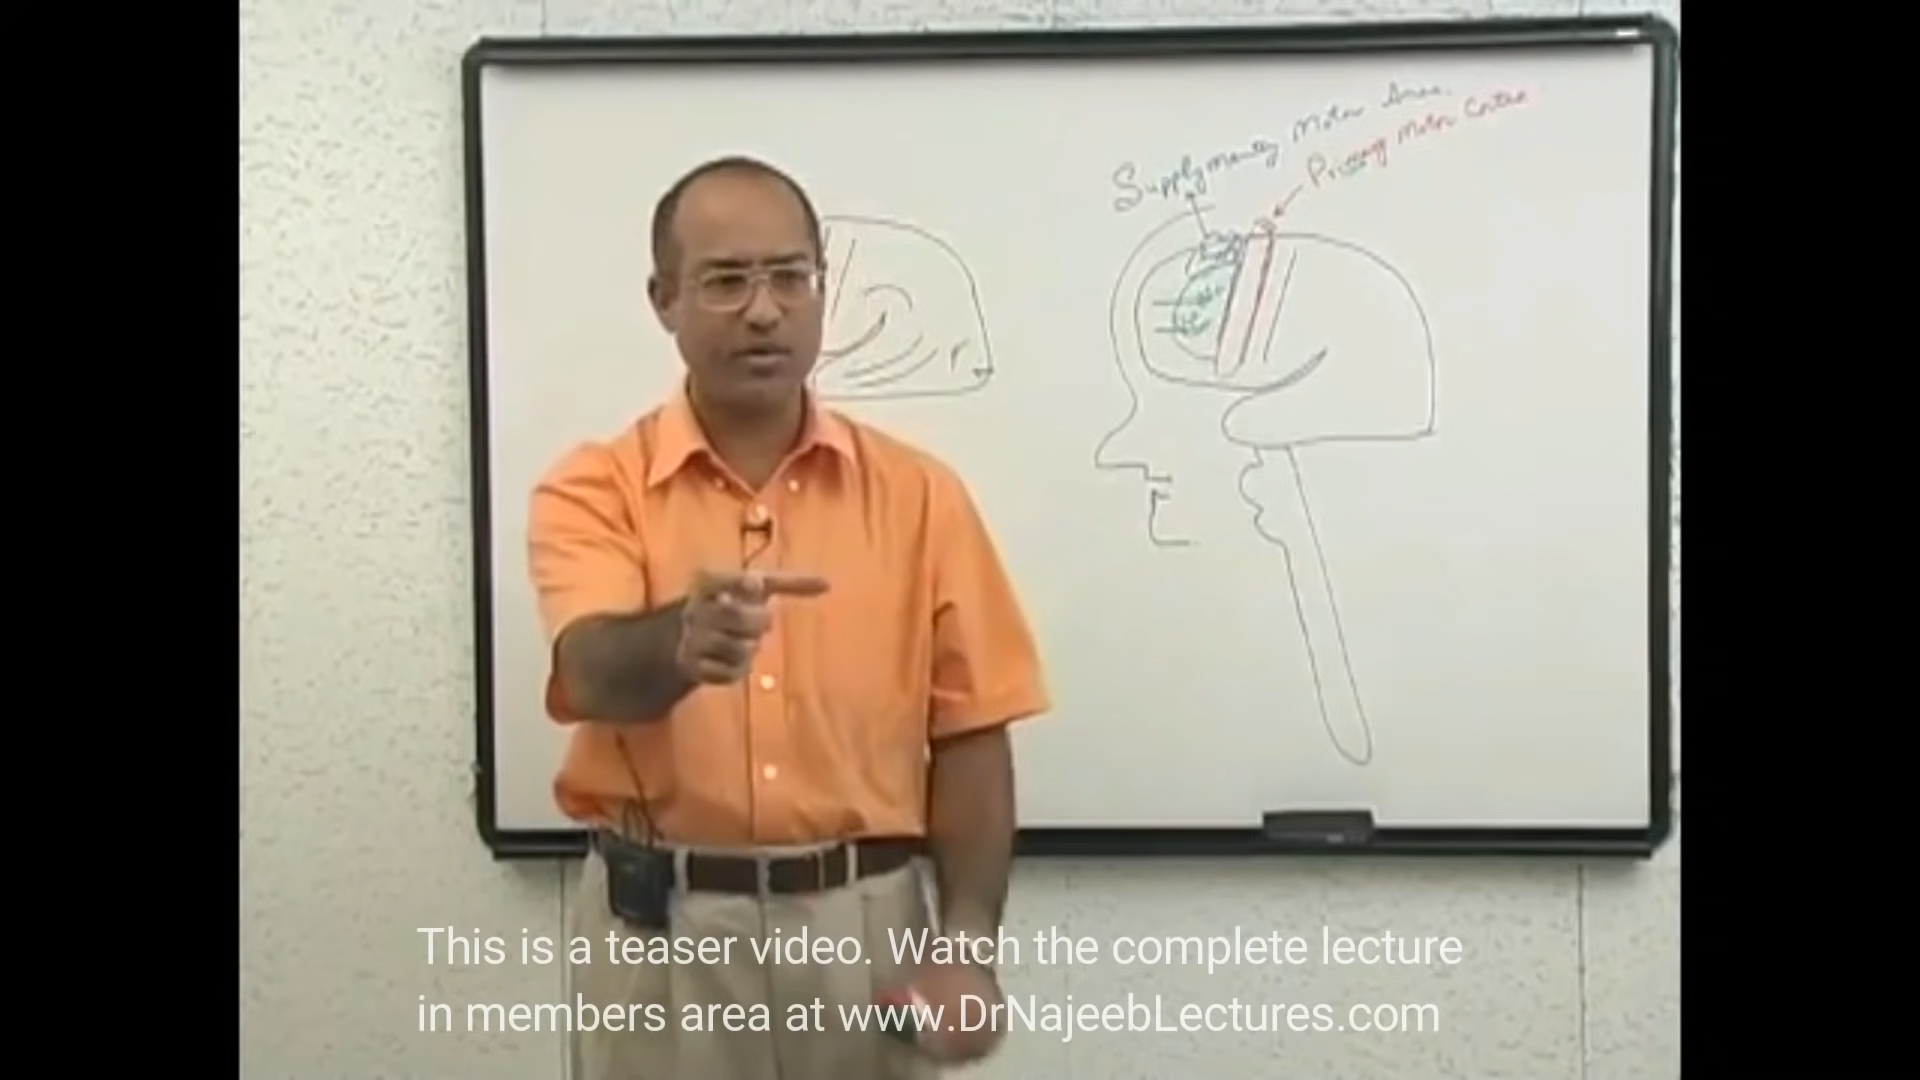 Supplymentry Motor Area.
Primary Motor Cortex
This is a teaser video. Watch the complete lecture
in members area at www.DrNajeebLectures.com